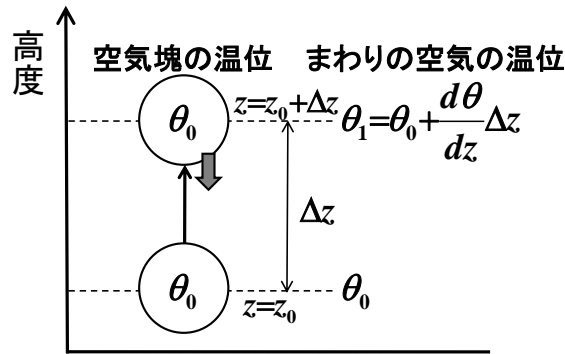 高度
空気塊の温位 まわりの空気の温位
θ₀ z=z₀+Δz θ₁=θ₀+dθ/dz Δz
Δz
θ₀ z=z₀ θ₀